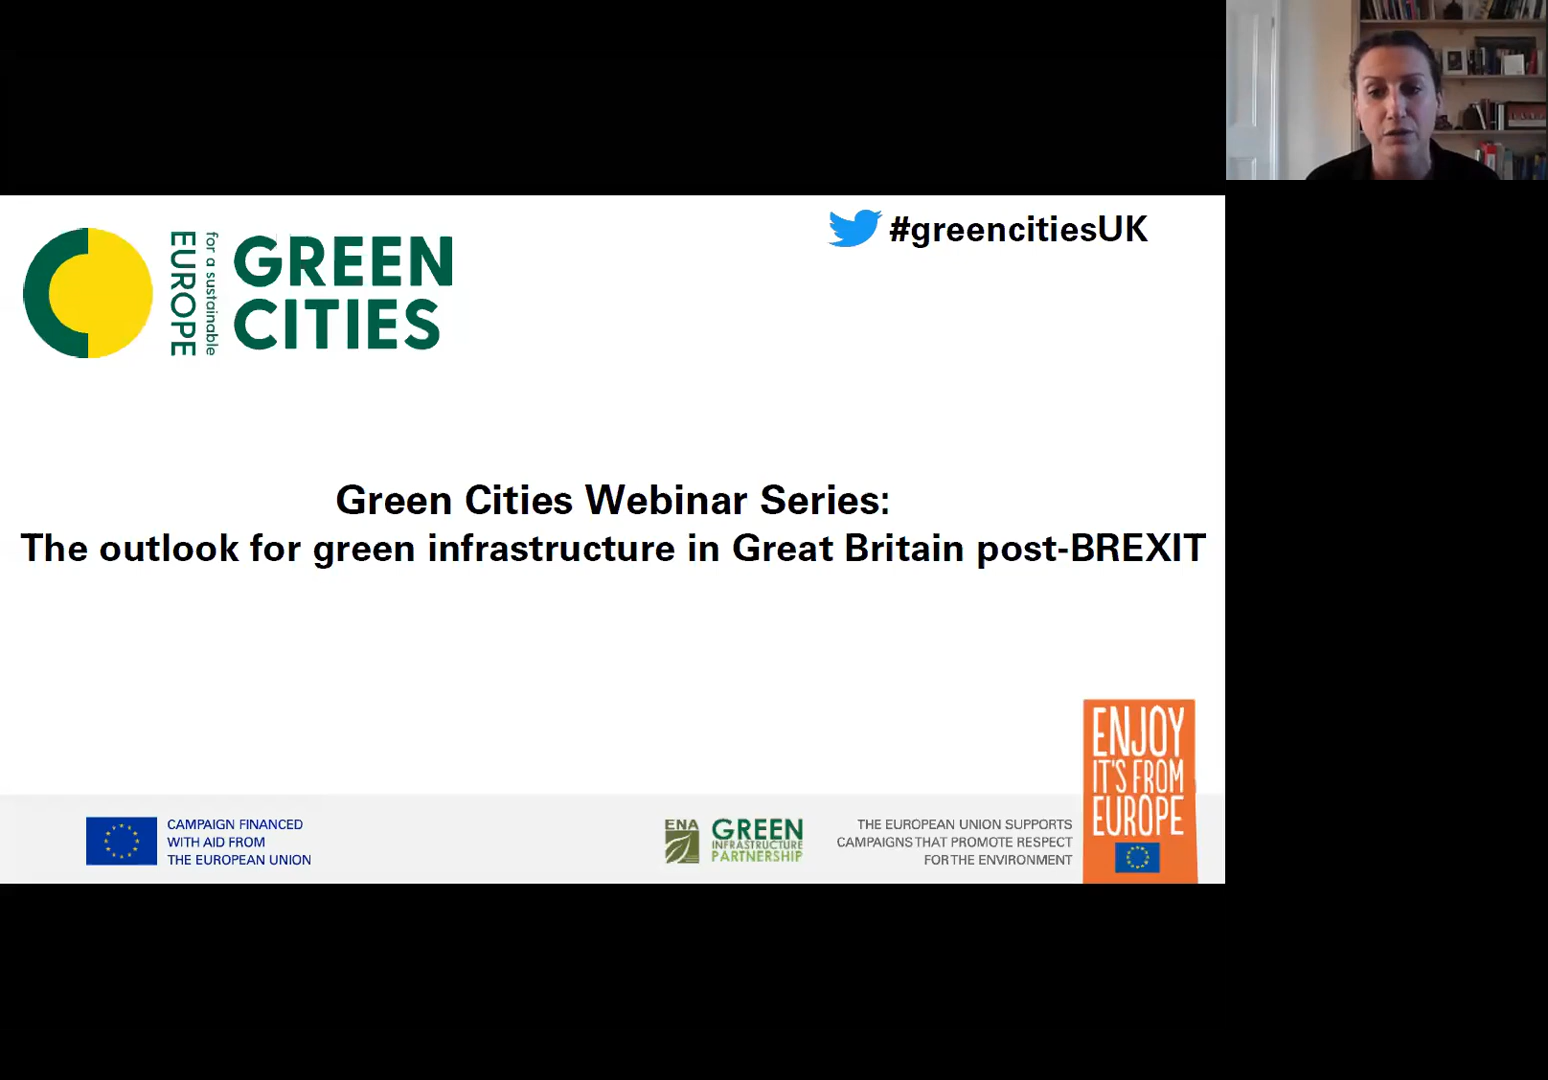 #greencitiesUK
EUROPE
for a sustainable
GREEN
CITIES
Green Cities Webinar Series:
The outlook for green infrastructure in Great Britain post-BREXIT
CAMPAIGN FINANCED
WITH AID FROM
THE EUROPEAN UNION
ENA
GREEN
INFRASTRUCTURE
PARTNERSHIP
THE EUROPEAN UNION SUPPORTS
CAMPAIGNS THAT PROMOTE RESPECT
FOR THE ENVIRONMENT
ENJOY
IT'S FROM
EUROPE